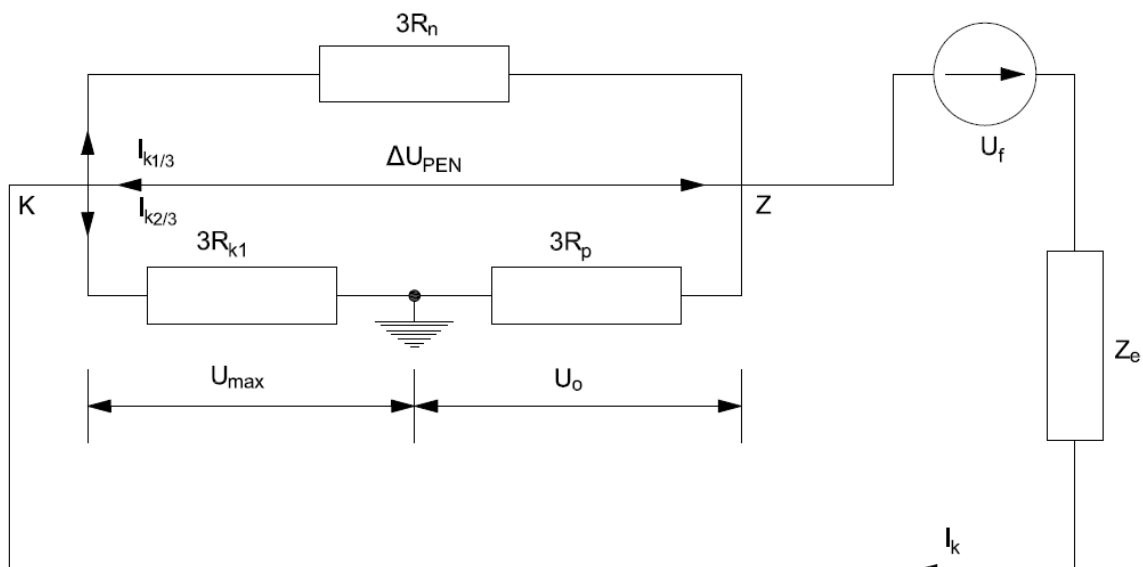 3Rn
Uf
Ik1/3
ΔUPEN
K
Z
Ik2/3
3Rk1
3Rp
Ze
Umax
Uo
Ik